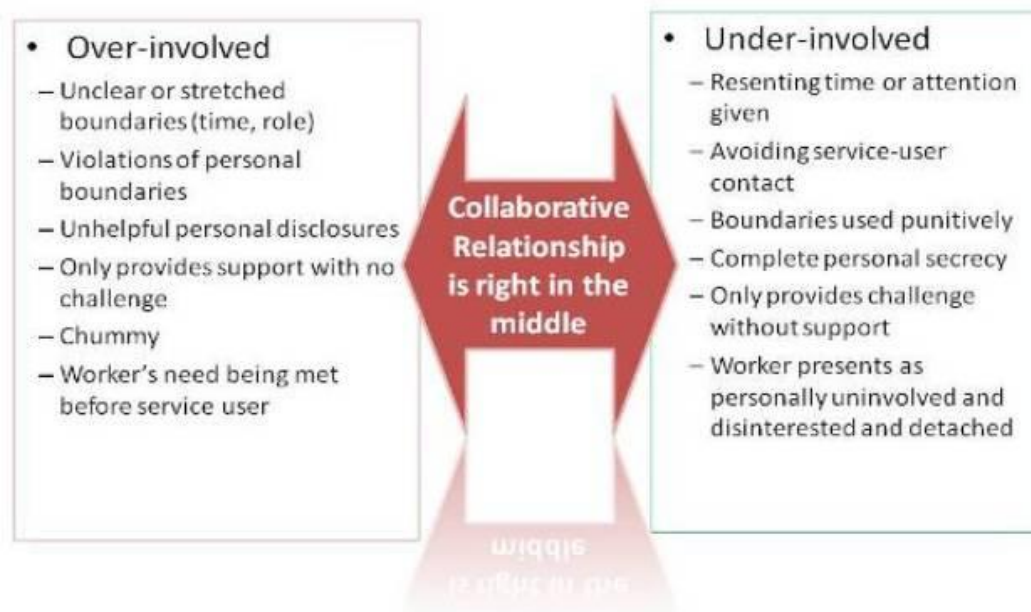 • Over-involved
– Unclear or stretched
boundaries (time, role)
– Violations of personal
boundaries
– Unhelpful personal disclosures
– Only provides support with no
challenge
– Chummy
– Worker's need being met
before service user
Collaborative
Relationship
is right in the
middle
• Under-involved
– Resenting time or attention
given
– Avoiding service-user
contact
– Boundaries used punitively
– Complete personal secrecy
– Only provides challenge
without support
– Worker presents as
personally uninvolved and
disinterested and detached